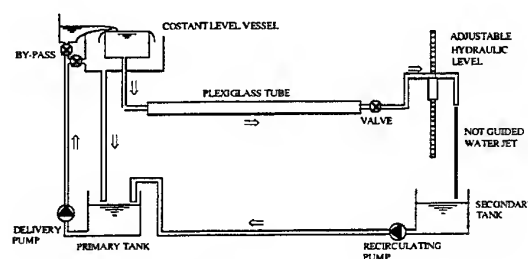 COSTANT LEVEL VESSEL
ADJUSTABLE
HYDRAULIC
LEVEL
BY-PASS
PLEXIGLASS TUBE
VALVE
NOT GUIDED
WATER JET
SECONDARY
TANK
DELIVERY
PUMP
PRIMARY TANK
RECIRCULATING
PUMP